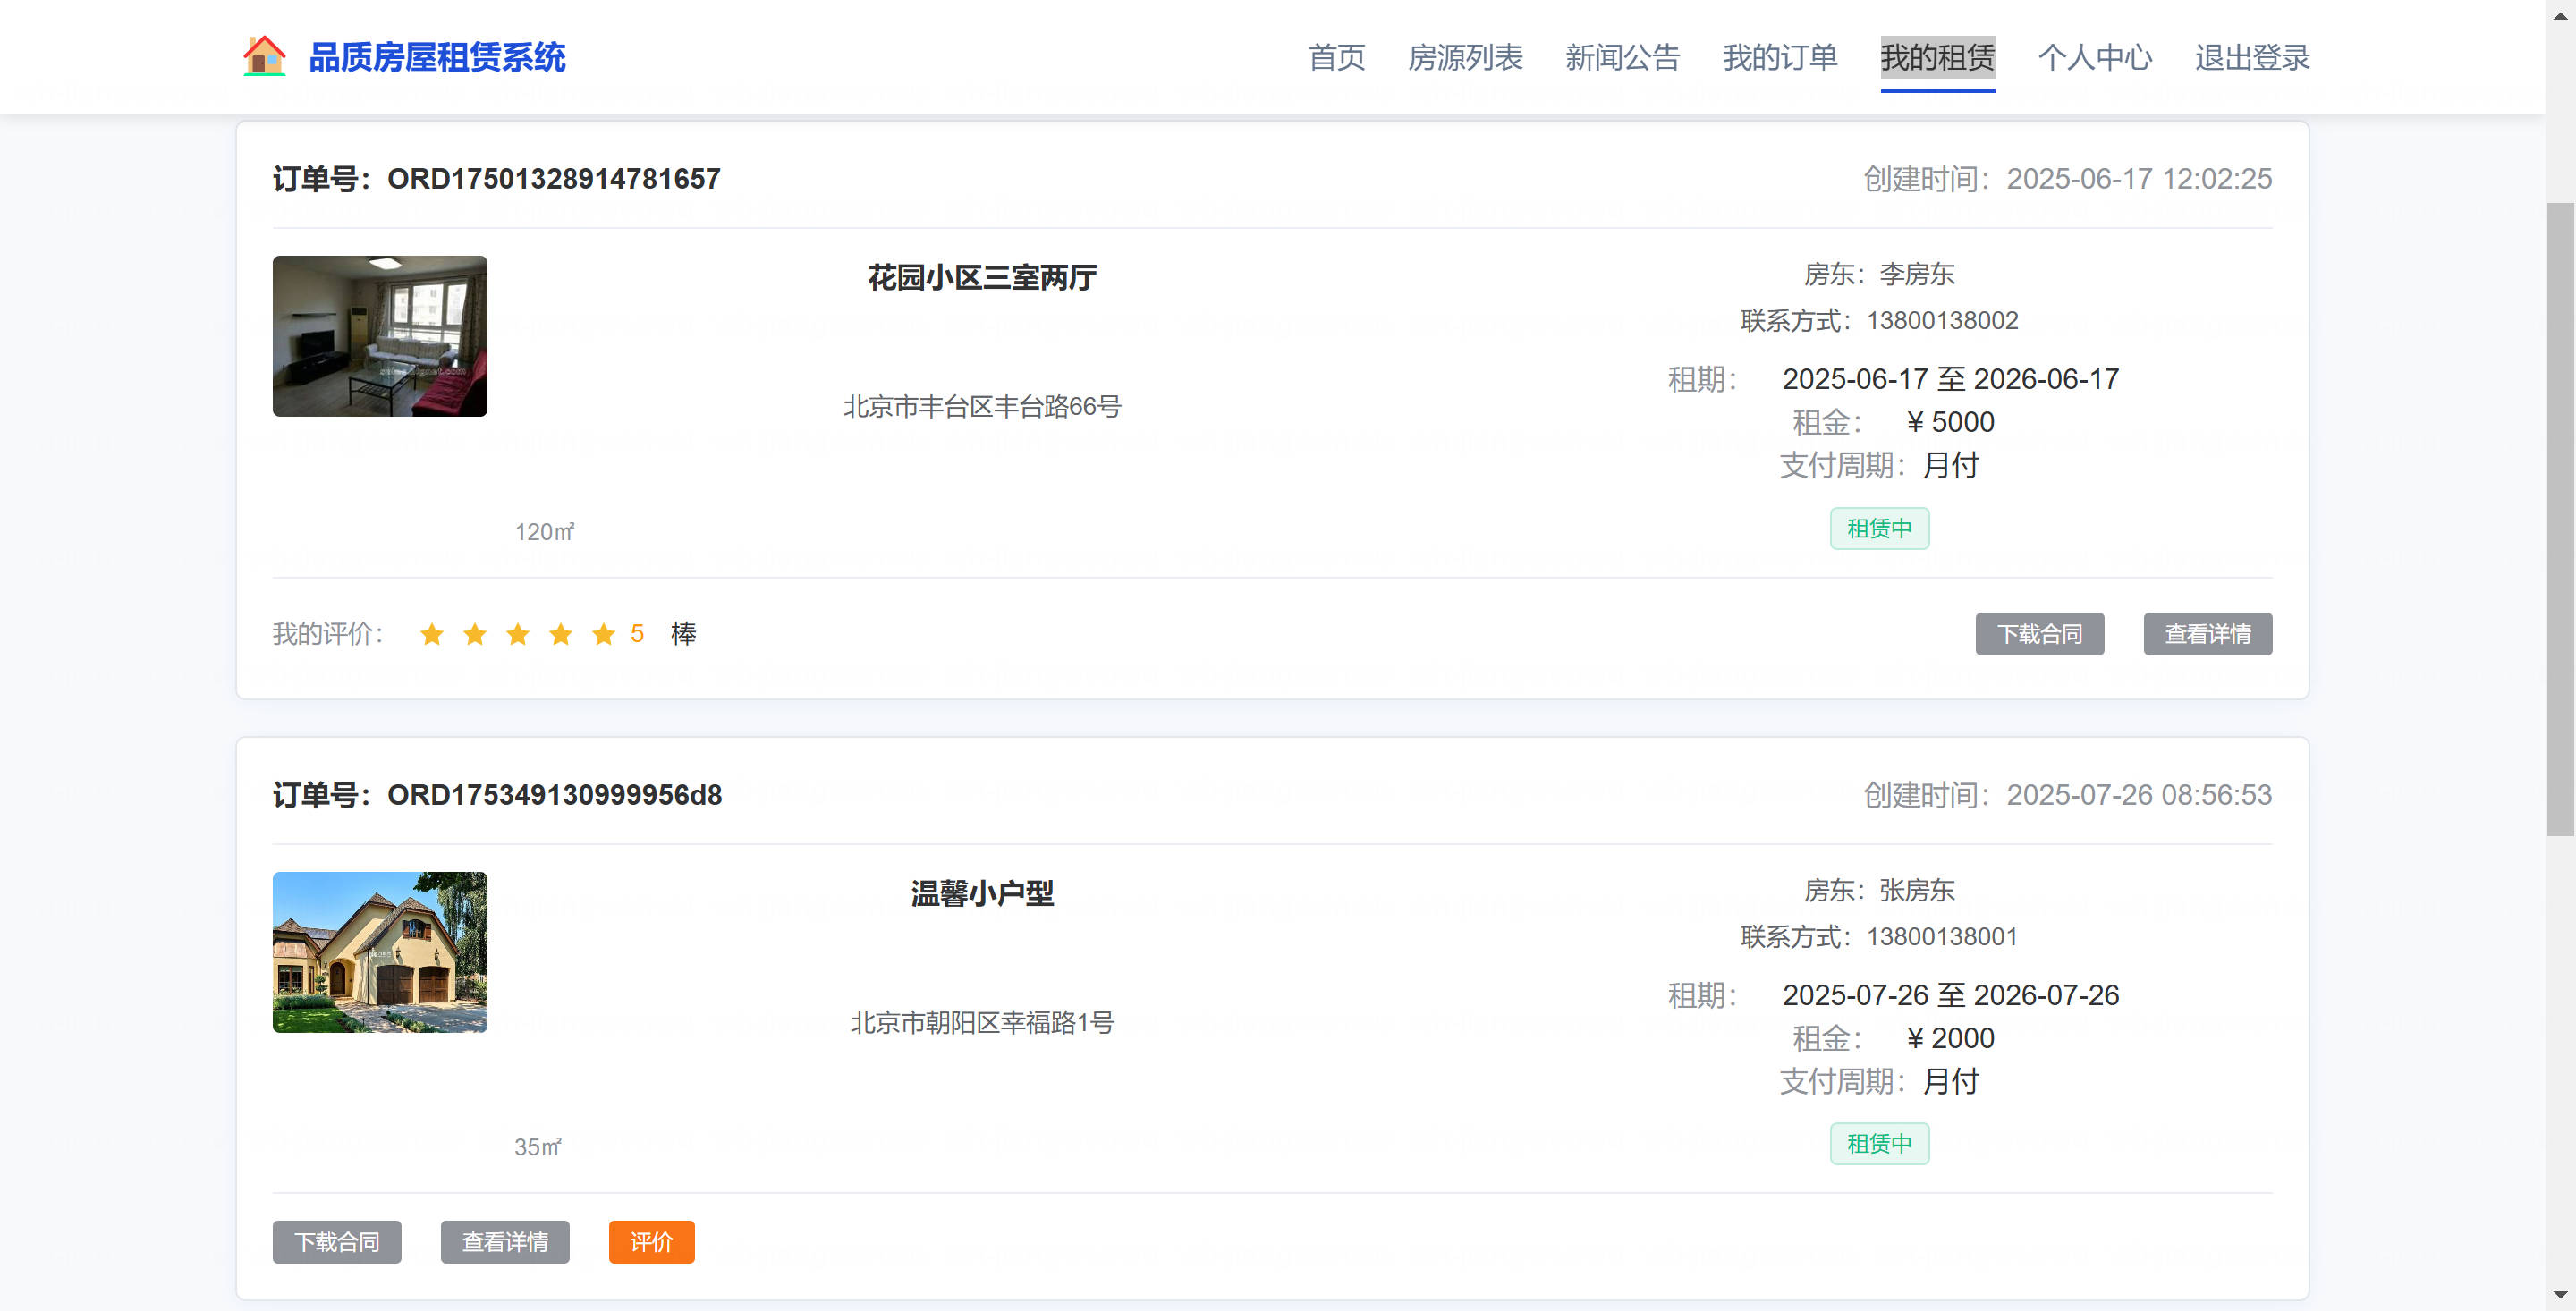 品质房屋租赁系统
首页 房源列表 新闻公告 我的订单 我的租赁 个人中心 退出登录
订单号：ORD17501328914781657
创建时间：2025-06-17 12:02:25
花园小区三室两厅
北京市丰台区丰台路66号
120㎡
房东：李房东
联系方式：13800138002
租期： 2025-06-17 至 2026-06-17
租金： ¥ 5000
支付周期：月付
租赁中
我的评价： 5 棒
下载合同 查看详情
订单号：ORD175349130999956d8
创建时间：2025-07-26 08:56:53
温馨小户型
北京市朝阳区幸福路1号
35㎡
房东：张房东
联系方式：13800138001
租期： 2025-07-26 至 2026-07-26
租金： ¥ 2000
支付周期：月付
租赁中
下载合同 查看详情 评价